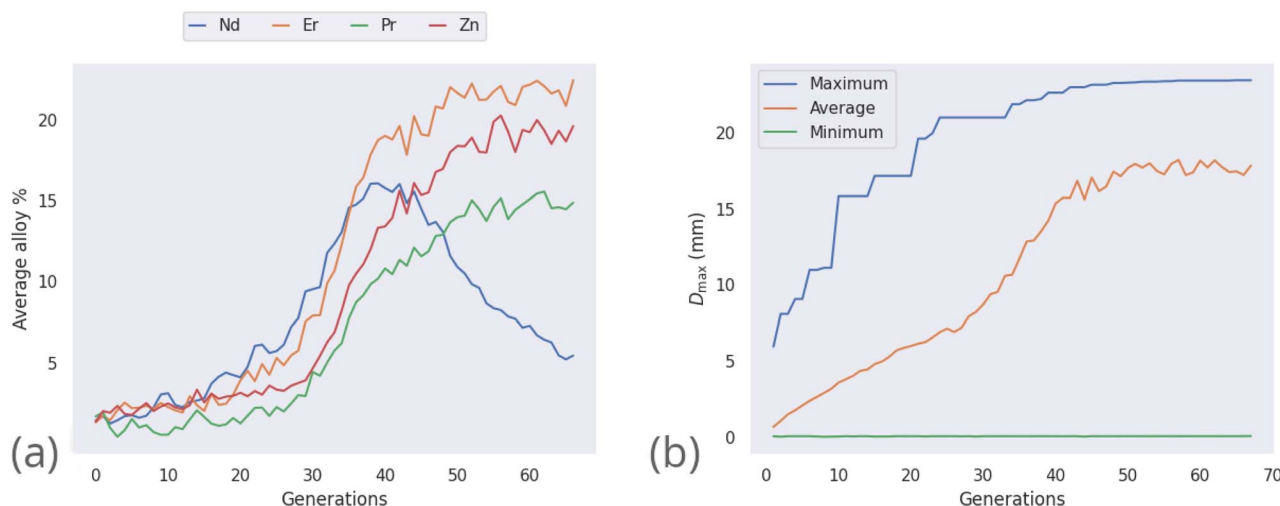 Nd Er Pr Zn
Average alloy %
20
15
10
5
0 10 20 30 40 50 60
Generations
(a)
Maximum
Average
Minimum
Dmax (mm)
20
15
10
5
0
0 10 20 30 40 50 60 70
Generations
(b)